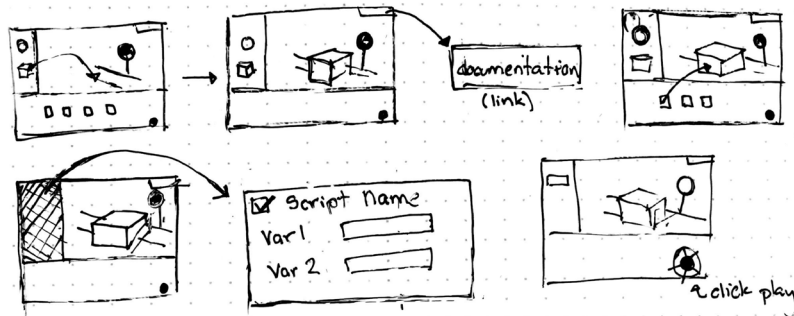 documentation
(link)
Script Name
Var 1
Var 2
click play